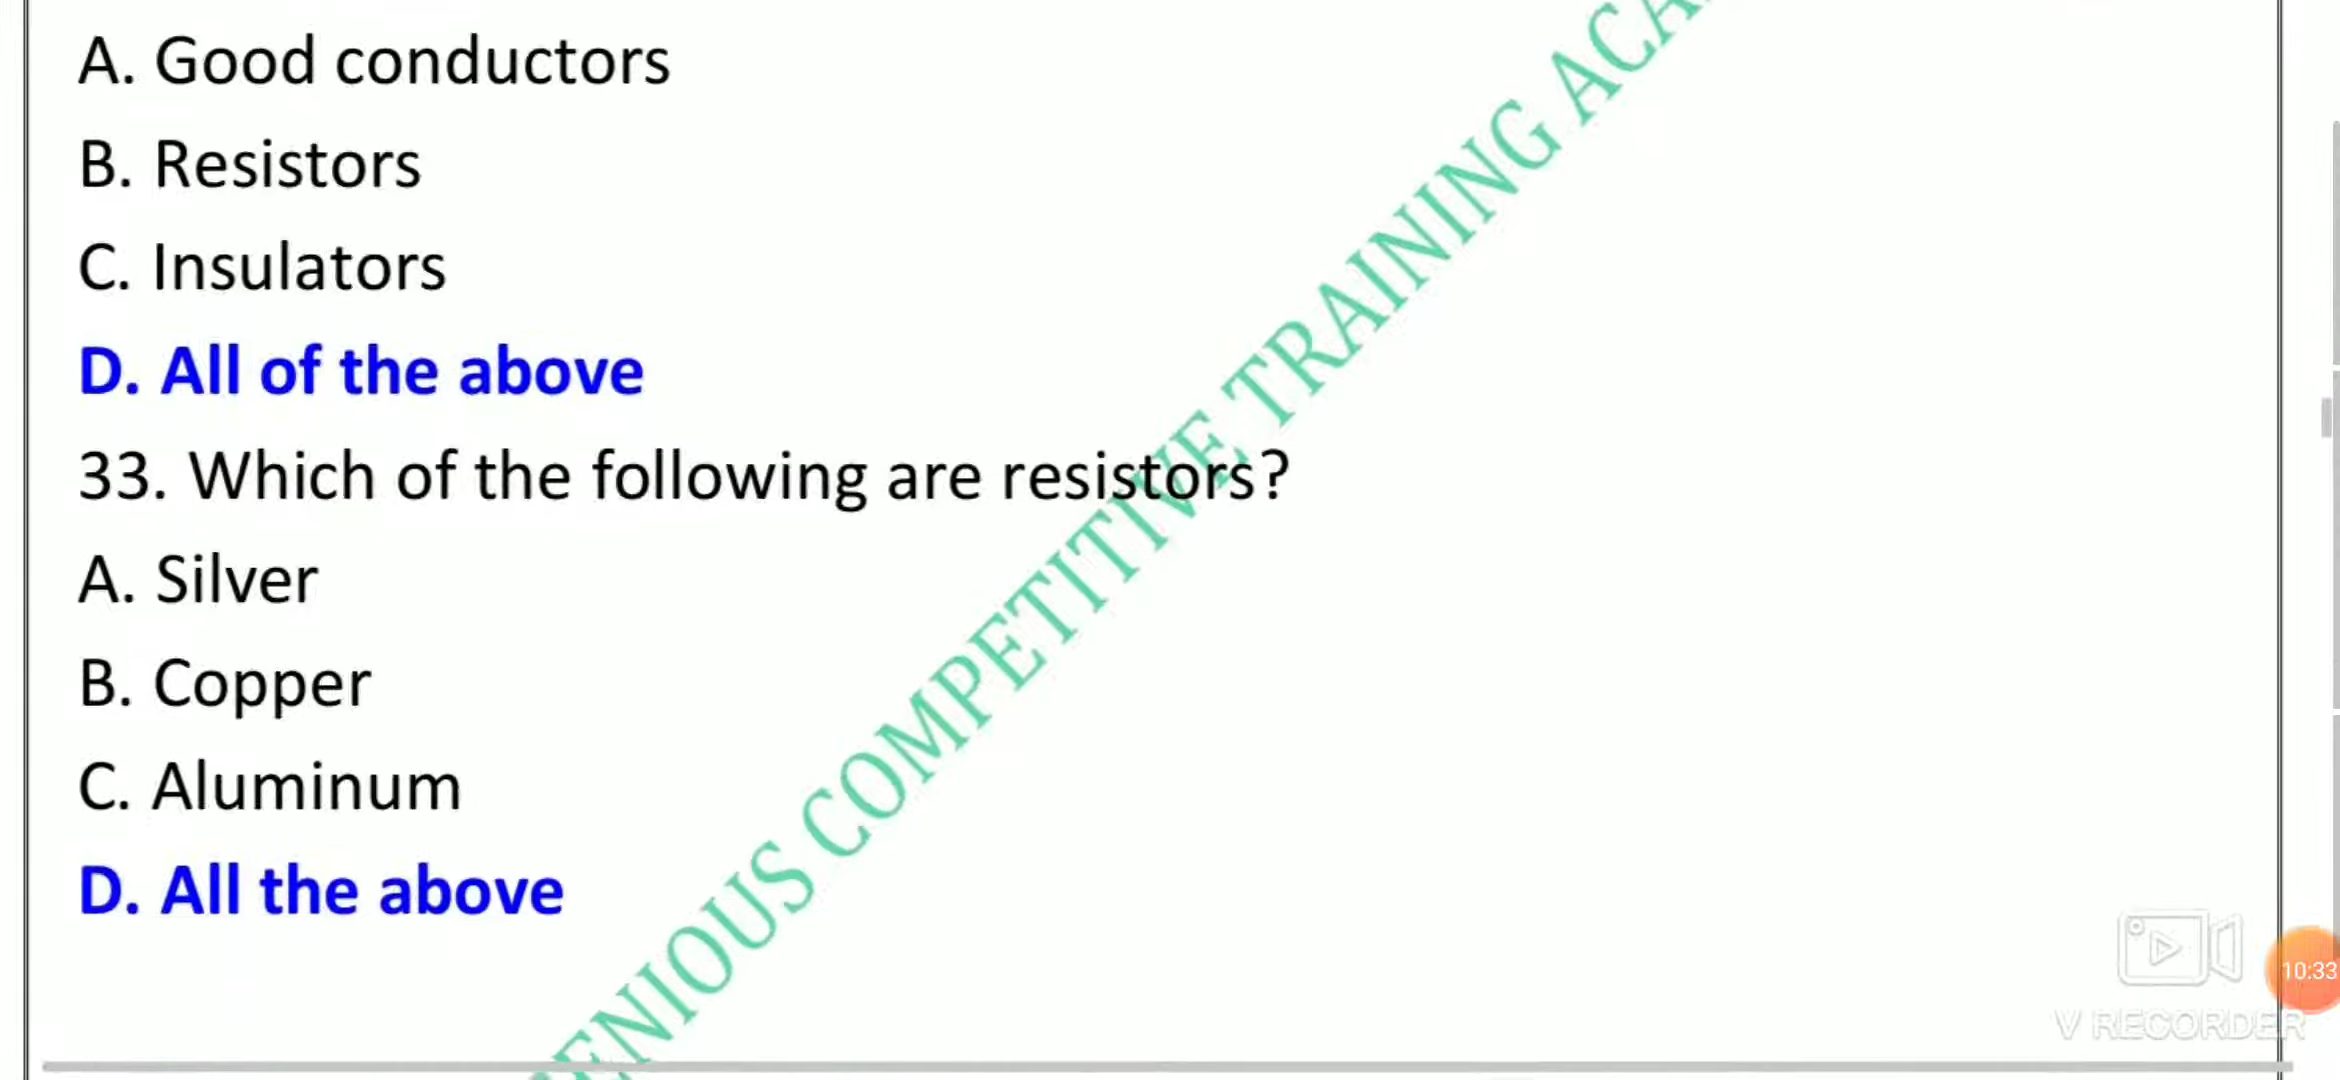 A. Good conductors
B. Resistors
C. Insulators
D. All of the above
33. Which of the following are resistors?
A. Silver
B. Copper
C. Aluminum
D. All the above
ENIOUS COMPETITIVE TRAINING ACA
10:33
V RECORDER